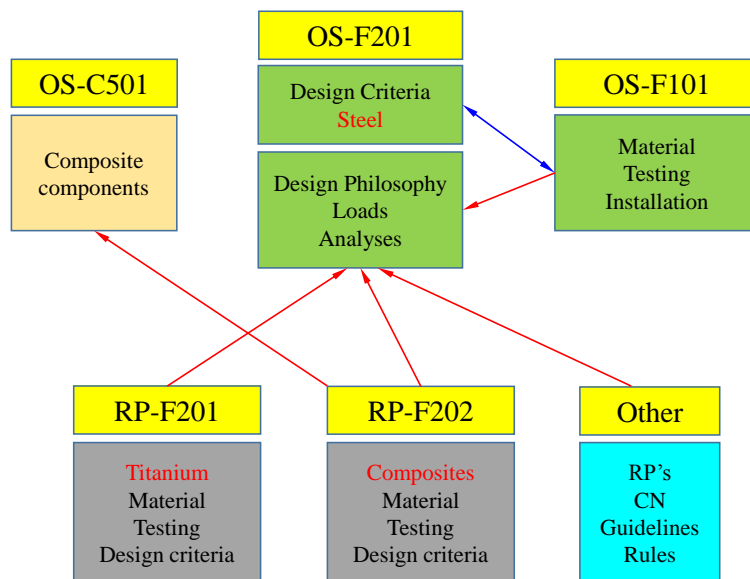 OS-F201
OS-C501
OS-F101
Design Criteria
Steel
Composite
components
Design Philosophy
Loads
Analyses
Material
Testing
Installation
RP-F201
RP-F202
Other
Titanium
Material
Testing
Design criteria
Composites
Material
Testing
Design criteria
RP’s
CN
Guidelines
Rules